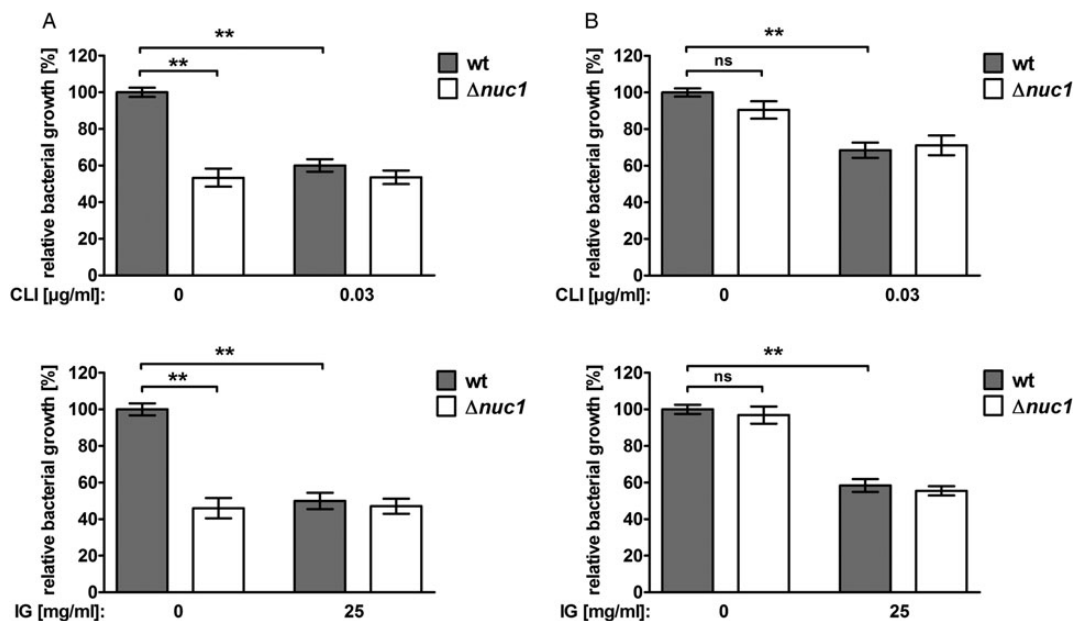 A
relative bacterial growth [%]
120
100
80
60
40
20
0
**
**
wt
Δnuc1
CLI [µg/ml]:
0
0.03
B
relative bacterial growth [%]
120
100
80
60
40
20
0
**
ns
wt
Δnuc1
CLI [µg/ml]:
0
0.03
relative bacterial growth [%]
120
100
80
60
40
20
0
**
**
wt
Δnuc1
IG [mg/ml]:
0
25
relative bacterial growth [%]
120
100
80
60
40
20
0
**
ns
wt
Δnuc1
IG [mg/ml]:
0
25